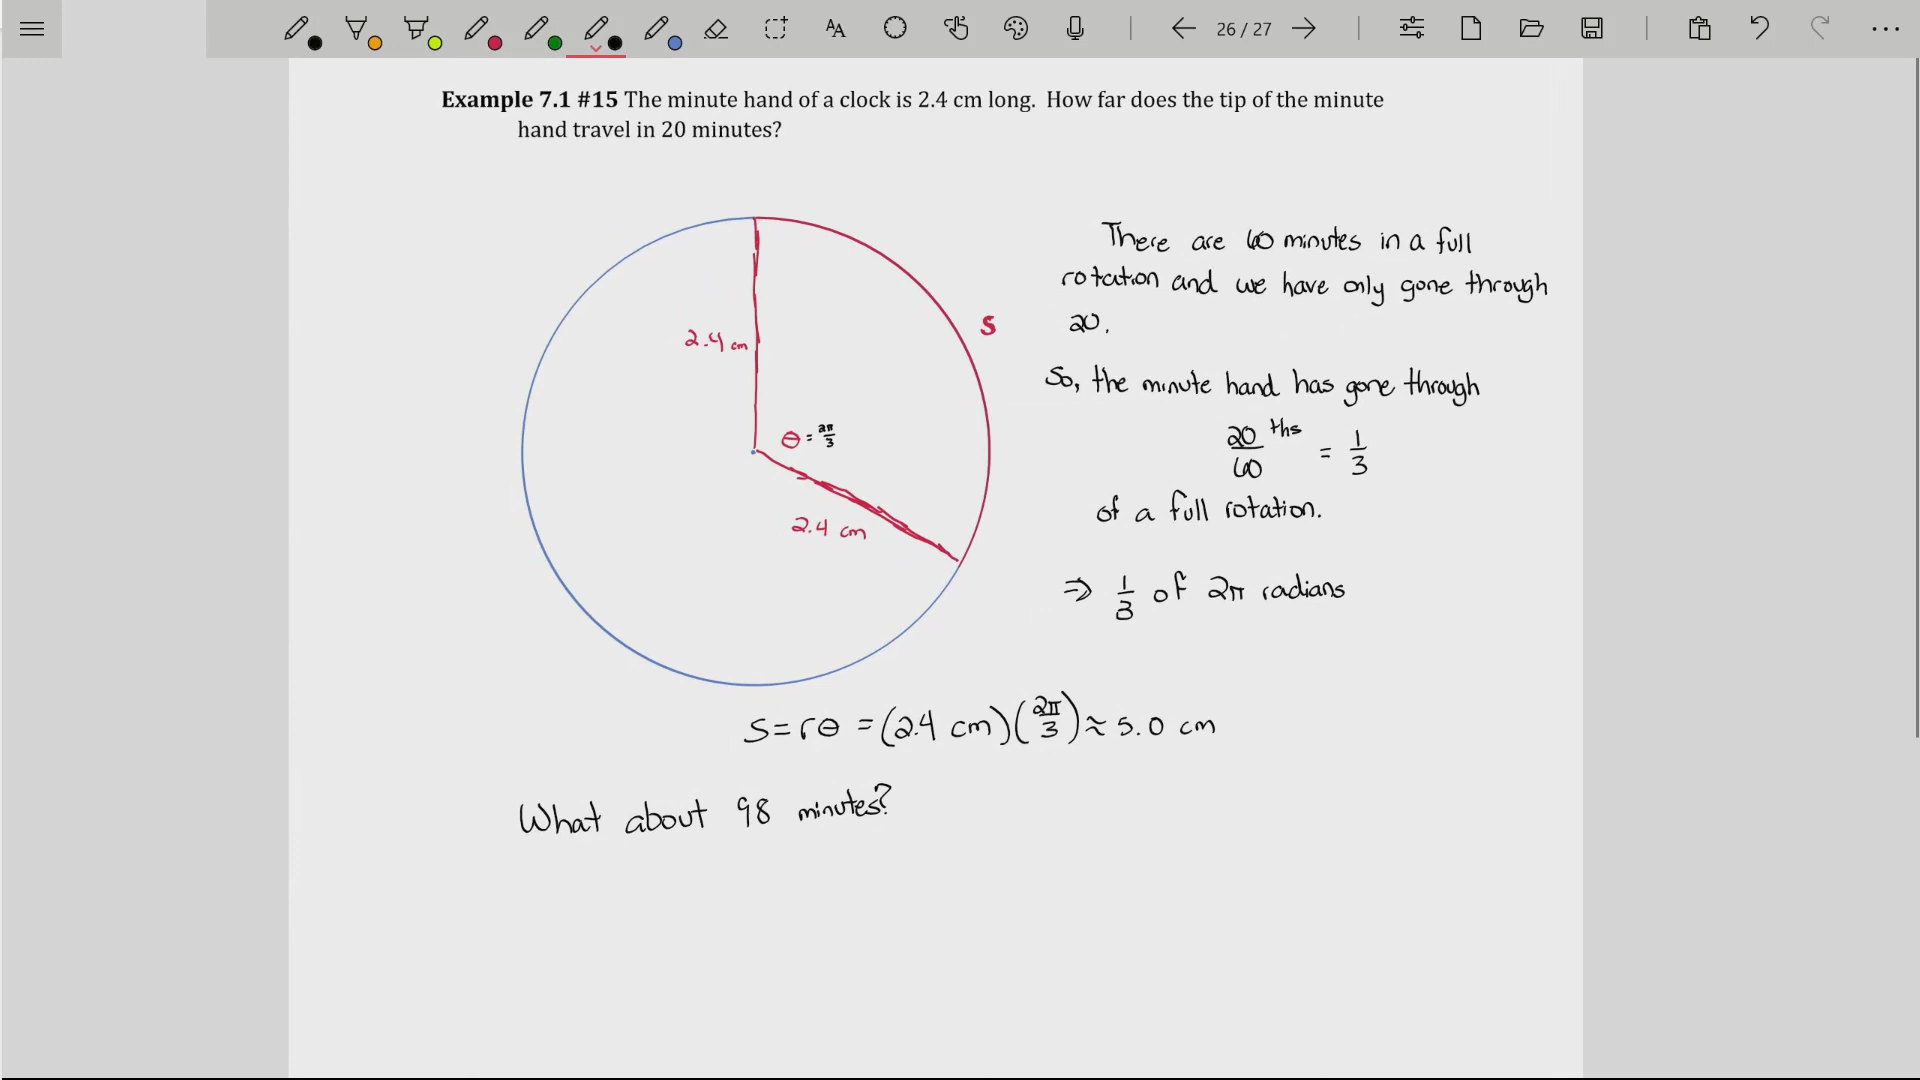 26 / 27
Example 7.1 #15 The minute hand of a clock is 2.4 cm long. How far does the tip of the minute
hand travel in 20 minutes?
There are 60 minutes in a full
rotation and we have only gone through
20.
So, the minute hand has gone through
20/60 ths = 1/3
of a full rotation.
⇒ 1/3 of 2π radians
2.4 cm
S
θ = 2π/3
2.4 cm
S = rθ = (2.4 cm)(2π/3) ≈ 5.0 cm
What about 98 minutes?